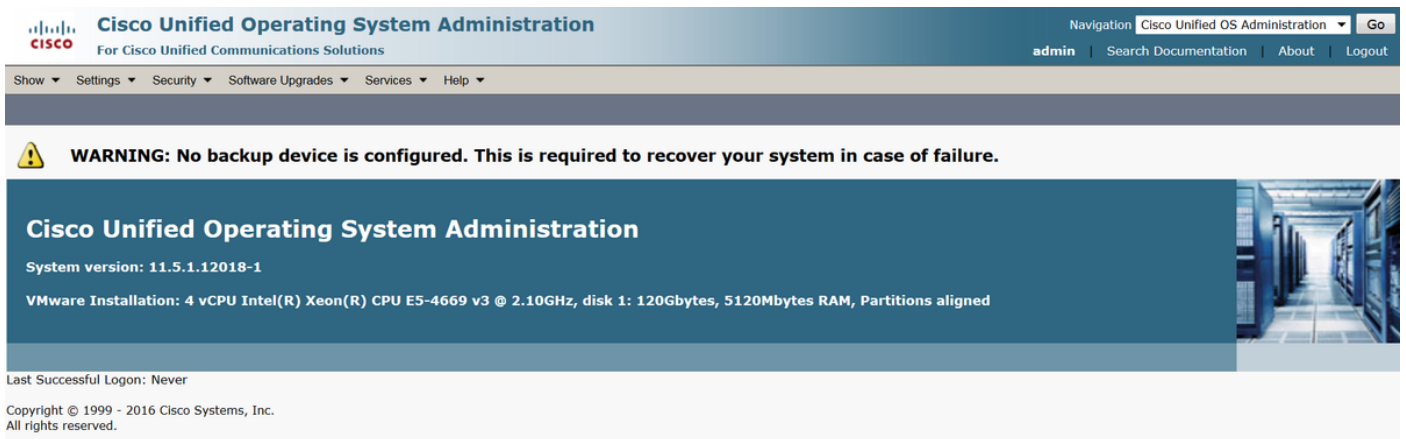 CISCO
Cisco Unified Operating System Administration
For Cisco Unified Communications Solutions
Navigation Cisco Unified OS Administration Go
admin | Search Documentation | About | Logout
Show Settings Security Software Upgrades Services Help
WARNING: No backup device is configured. This is required to recover your system in case of failure.
Cisco Unified Operating System Administration
System version: 11.5.1.12018-1
VMware Installation: 4 vCPU Intel(R) Xeon(R) CPU E5-4669 v3 @ 2.10GHz, disk 1: 120Gbytes, 5120Mbytes RAM, Partitions aligned
Last Successful Logon: Never
Copyright © 1999 - 2016 Cisco Systems, Inc.
All rights reserved.